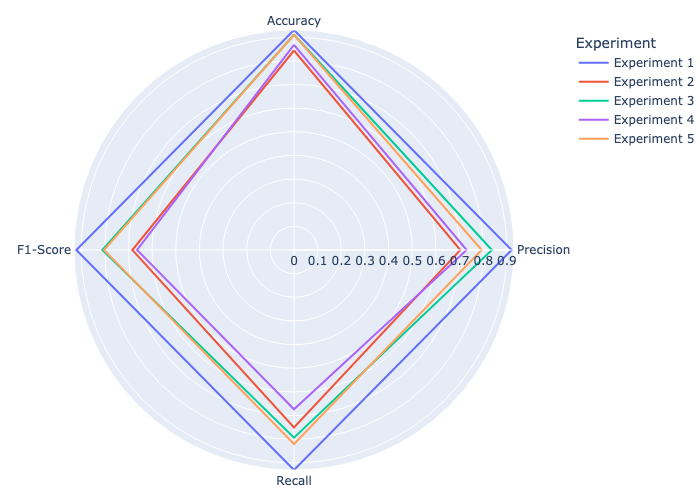 Accuracy
Experiment
Experiment 1
Experiment 2
Experiment 3
Experiment 4
Experiment 5
F1-Score
Precision
0 0.1 0.2 0.3 0.4 0.5 0.6 0.7 0.8 0.9
Recall